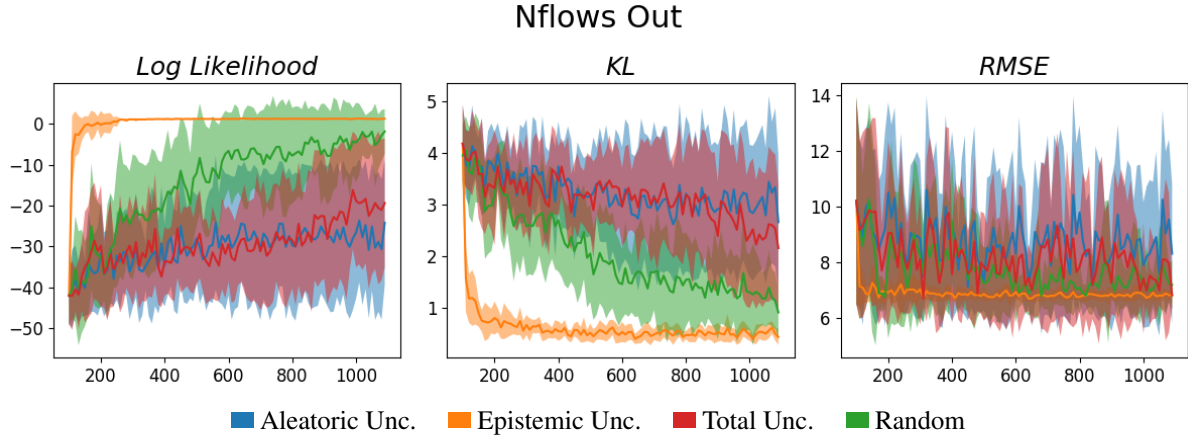 Nflows Out
Log Likelihood
KL
RMSE
0
−10
−20
−30
−40
−50
200 400 600 800 1000
5
4
3
2
1
200 400 600 800 1000
14
12
10
8
6
200 400 600 800 1000
Aleatoric Unc. Epistemic Unc. Total Unc. Random